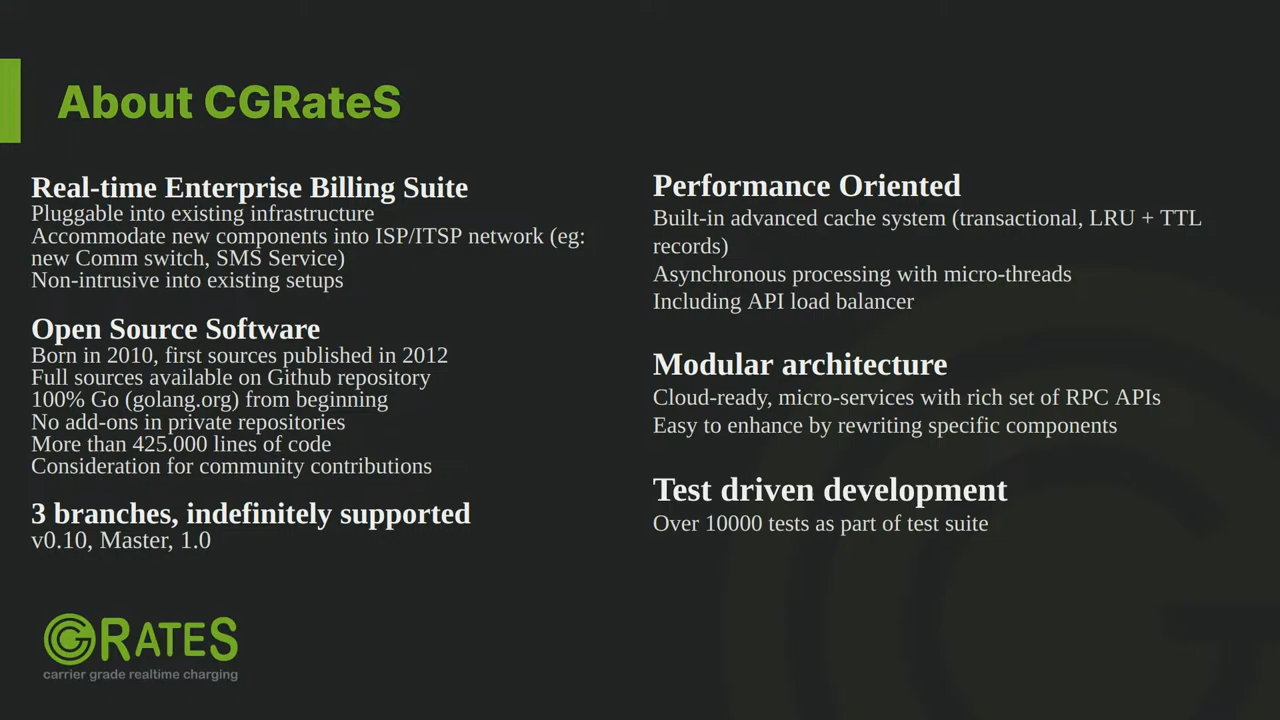 About CGRateS
Real-time Enterprise Billing Suite
Pluggable into existing infrastructure
Accommodate new components into ISP/ITSP network (eg:
new Comm switch, SMS Service)
Non-intrusive into existing setups
Open Source Software
Born in 2010, first sources published in 2012
Full sources available on Github repository
100% Go (golang.org) from beginning
No add-ons in private repositories
More than 425.000 lines of code
Consideration for community contributions
3 branches, indefinitely supported
v0.10, Master, 1.0
Performance Oriented
Built-in advanced cache system (transactional, LRU + TTL
records)
Asynchronous processing with micro-threads
Including API load balancer
Modular architecture
Cloud-ready, micro-services with rich set of RPC APIs
Easy to enhance by rewriting specific components
Test driven development
Over 10000 tests as part of test suite
CGRATES
carrier grade realtime charging